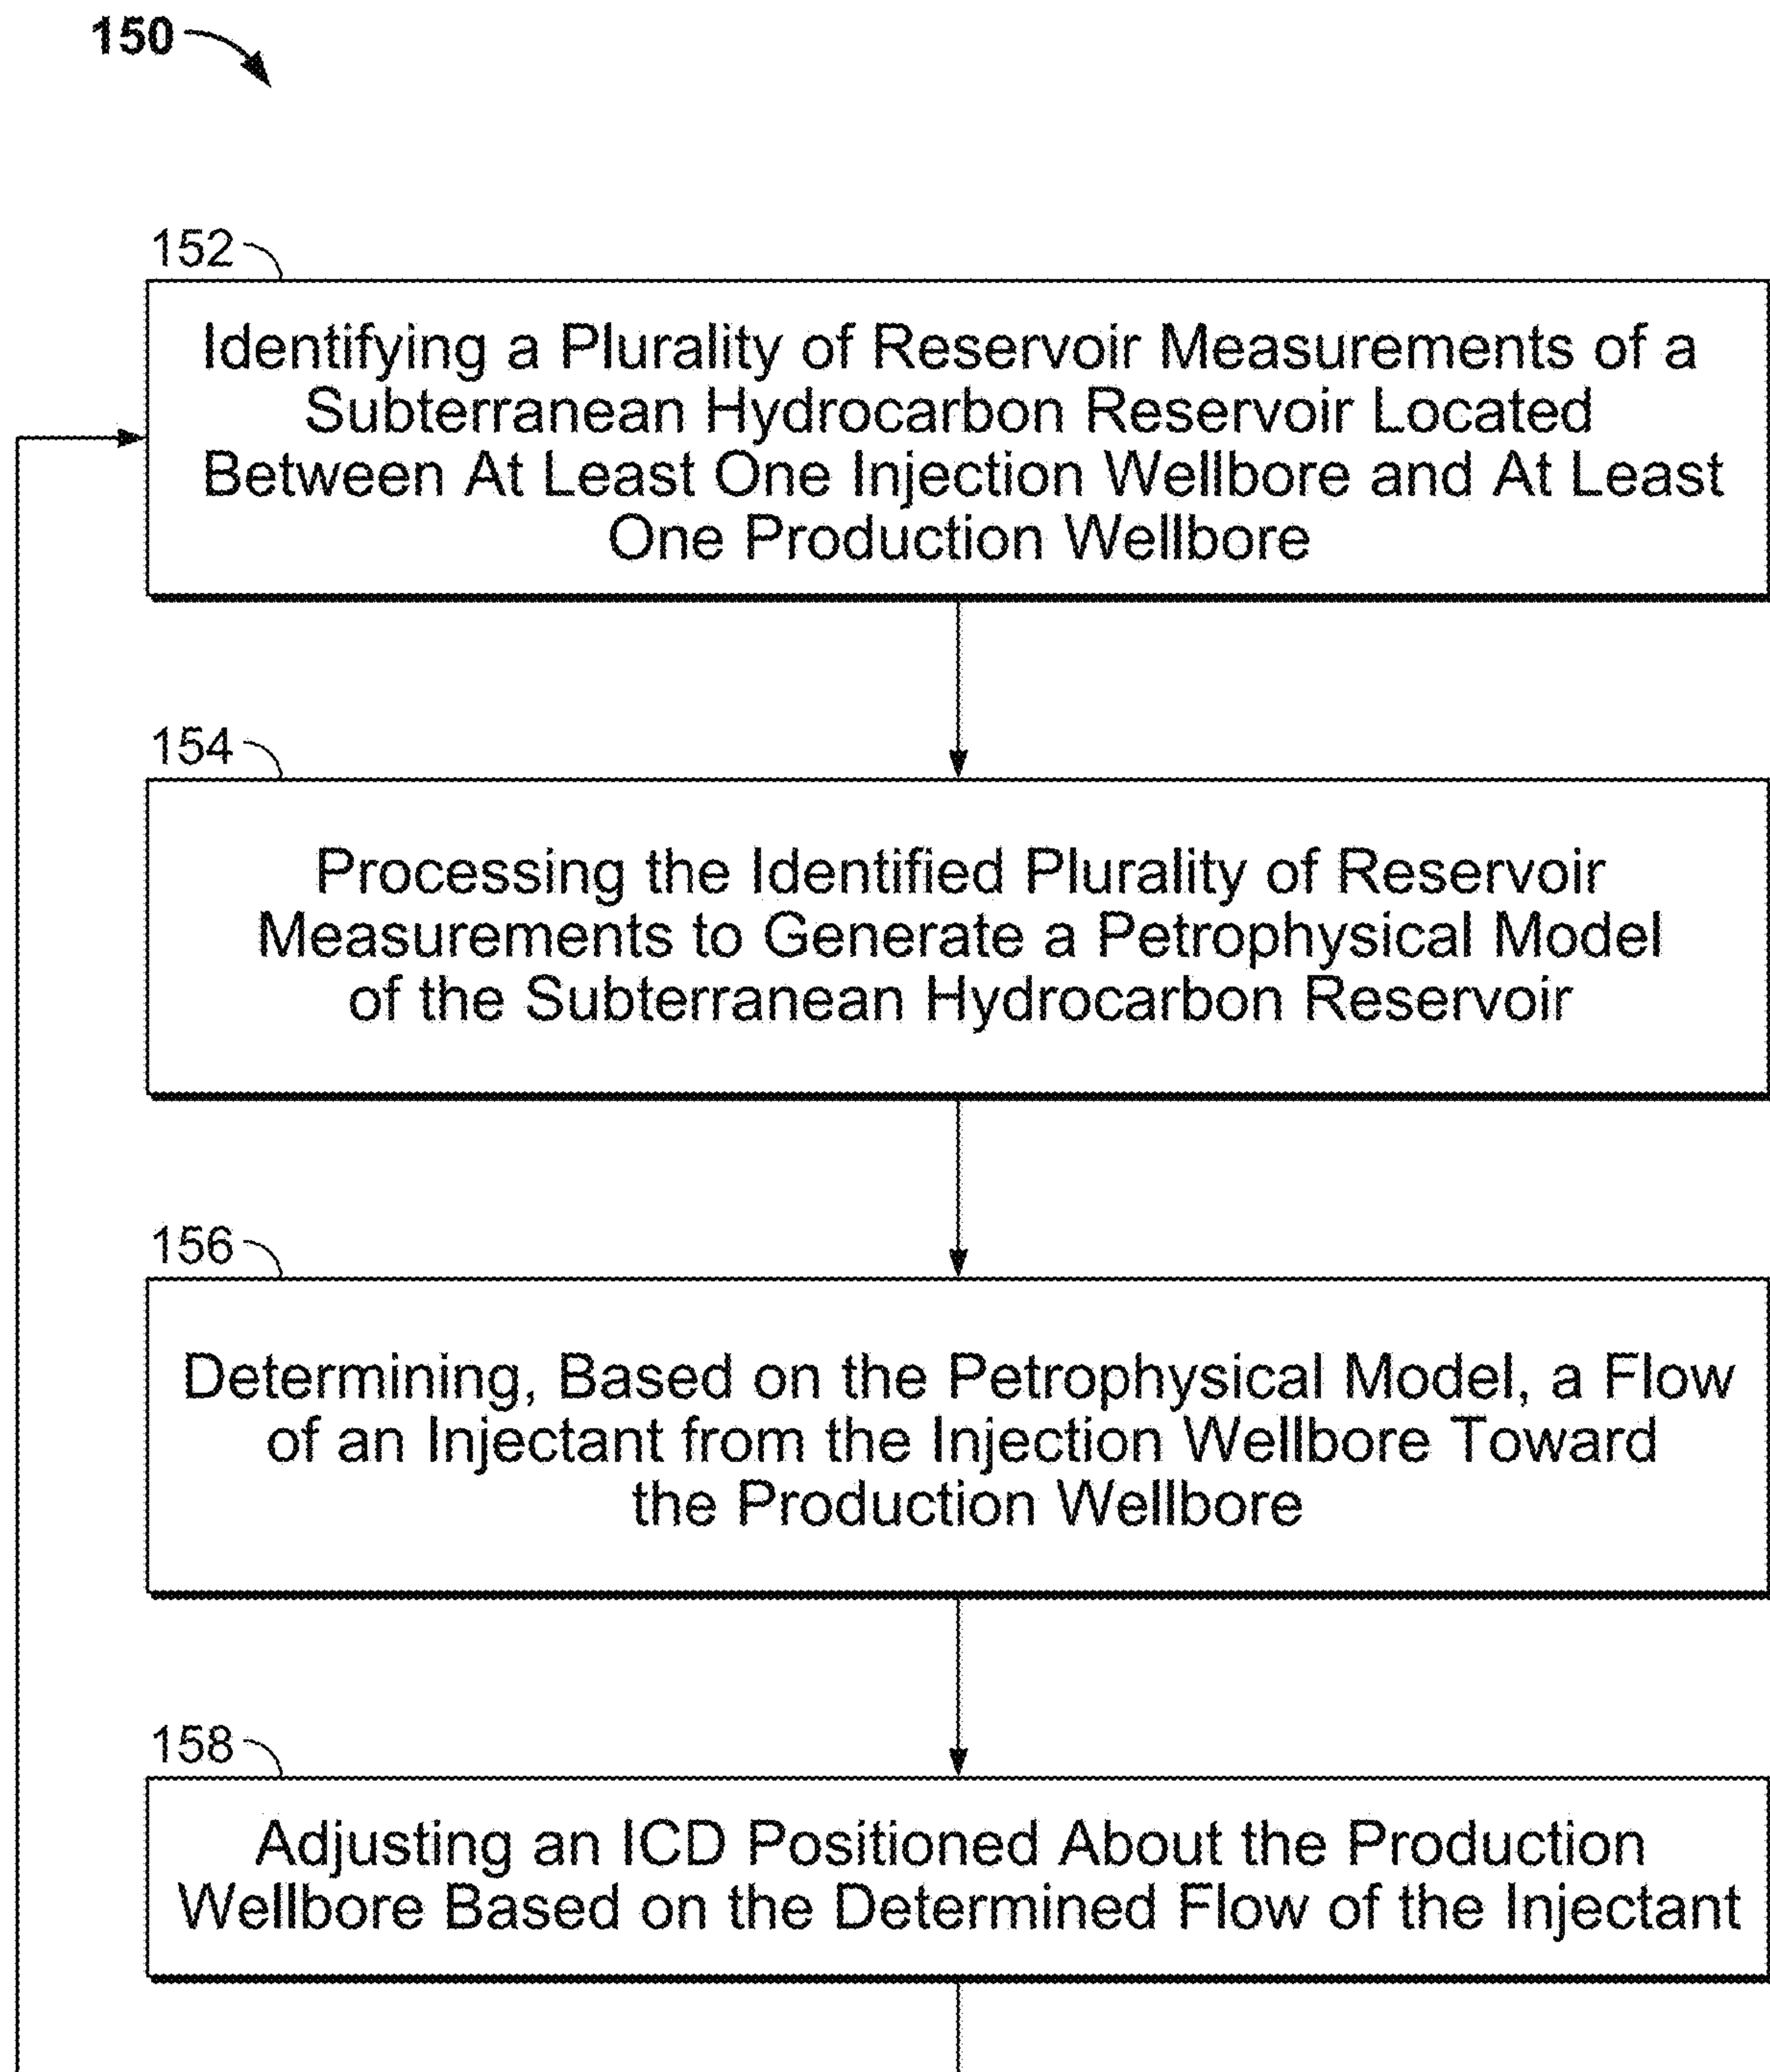 150
152
Identifying a Plurality of Reservoir Measurements of a
Subterranean Hydrocarbon Reservoir Located
Between At Least One Injection Wellbore and At Least
One Production Wellbore
154
Processing the Identified Plurality of Reservoir
Measurements to Generate a Petrophysical Model
of the Subterranean Hydrocarbon Reservoir
156
Determining, Based on the Petrophysical Model, a Flow
of an Injectant from the Injection Wellbore Toward
the Production Wellbore
158
Adjusting an ICD Positioned About the Production
Wellbore Based on the Determined Flow of the Injectant